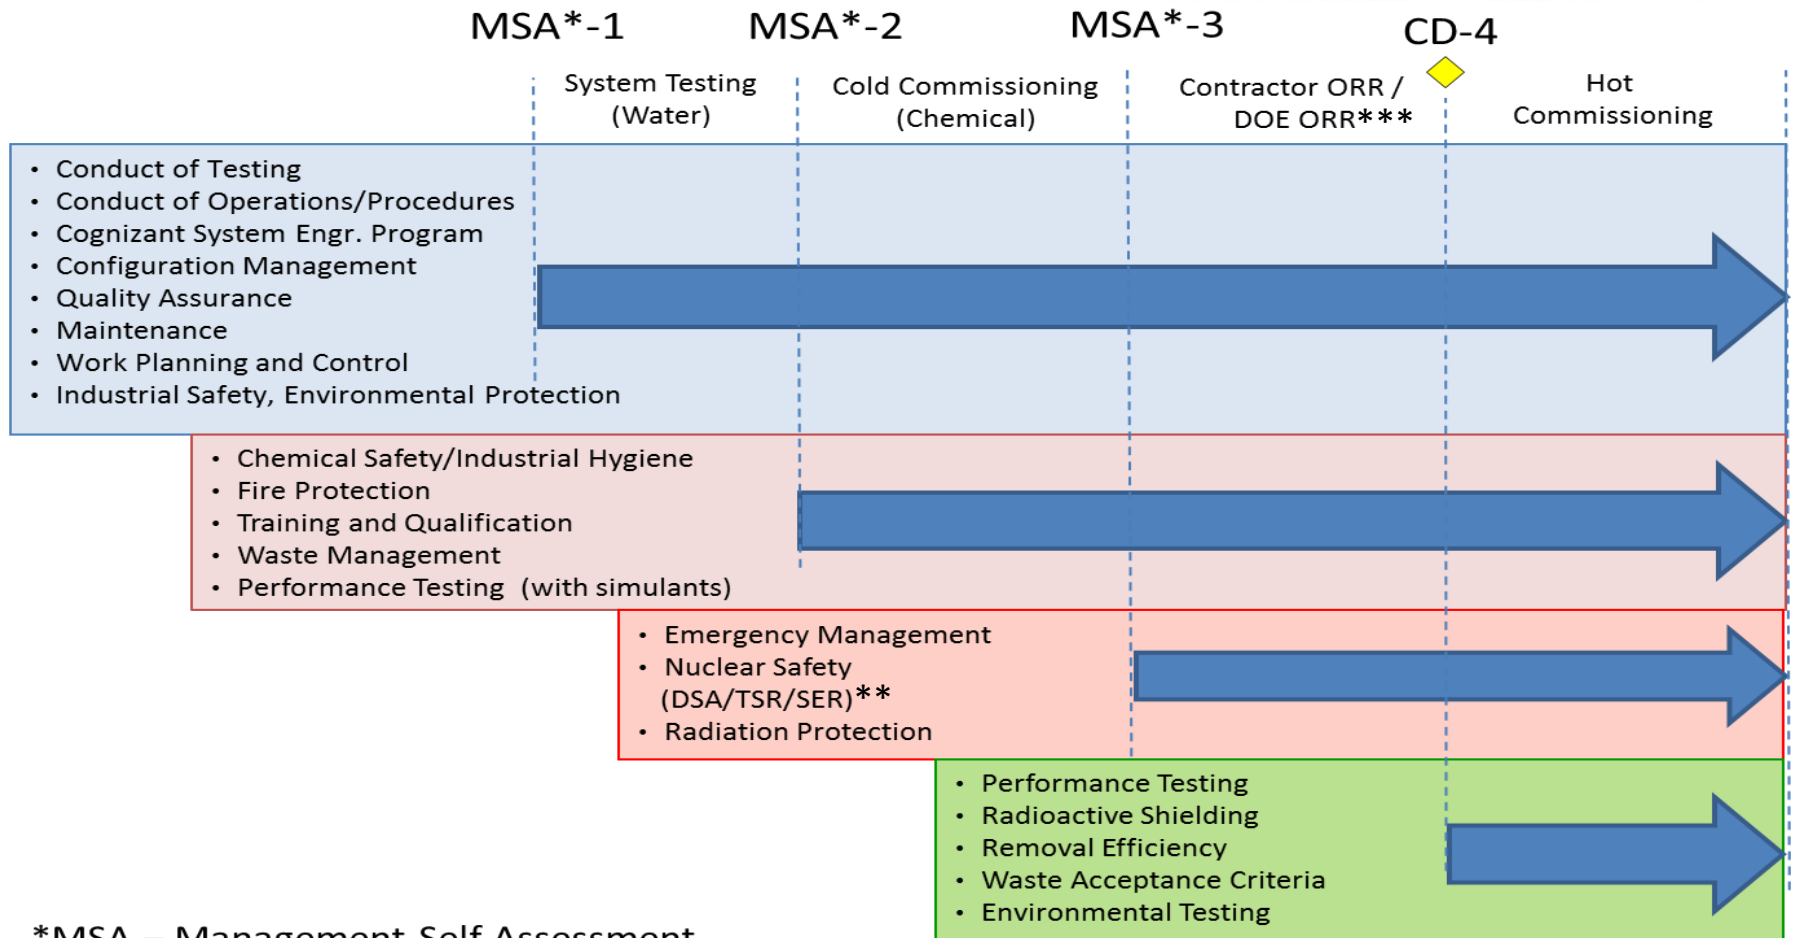 MSA*-1
MSA*-2
MSA*-3
CD-4
System Testing
(Water)
Cold Commissioning
(Chemical)
Contractor ORR /
DOE ORR***
Hot
Commissioning
• Conduct of Testing
• Conduct of Operations/Procedures
• Cognizant System Engr. Program
• Configuration Management
• Quality Assurance
• Maintenance
• Work Planning and Control
• Industrial Safety, Environmental Protection
• Chemical Safety/Industrial Hygiene
• Fire Protection
• Training and Qualification
• Waste Management
• Performance Testing (with simulants)
• Emergency Management
• Nuclear Safety
(DSA/TSR/SER)**
• Radiation Protection
• Performance Testing
• Radioactive Shielding
• Removal Efficiency
• Waste Acceptance Criteria
• Environmental Testing
*MSA – Management Self Assessment